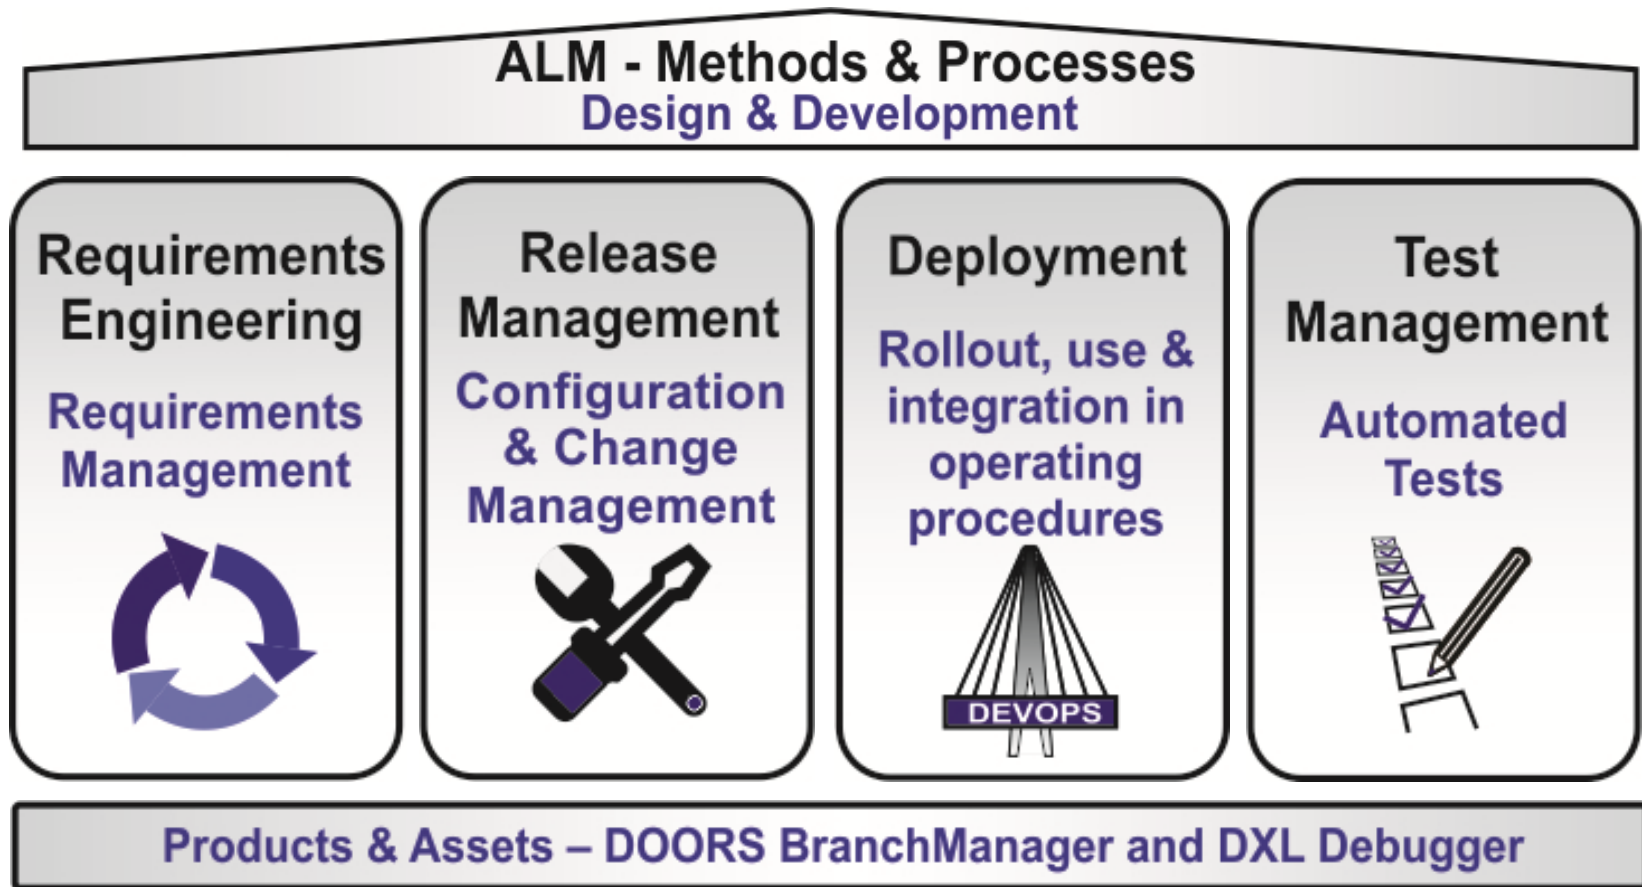 ALM - Methods & Processes
Design & Development
Requirements
Engineering
Requirements
Management
Release
Management
Configuration
& Change
Management
Deployment
Rollout, use &
integration in
operating
procedures
DEVOPS
Test
Management
Automated
Tests
Products & Assets – DOORS BranchManager and DXL Debugger